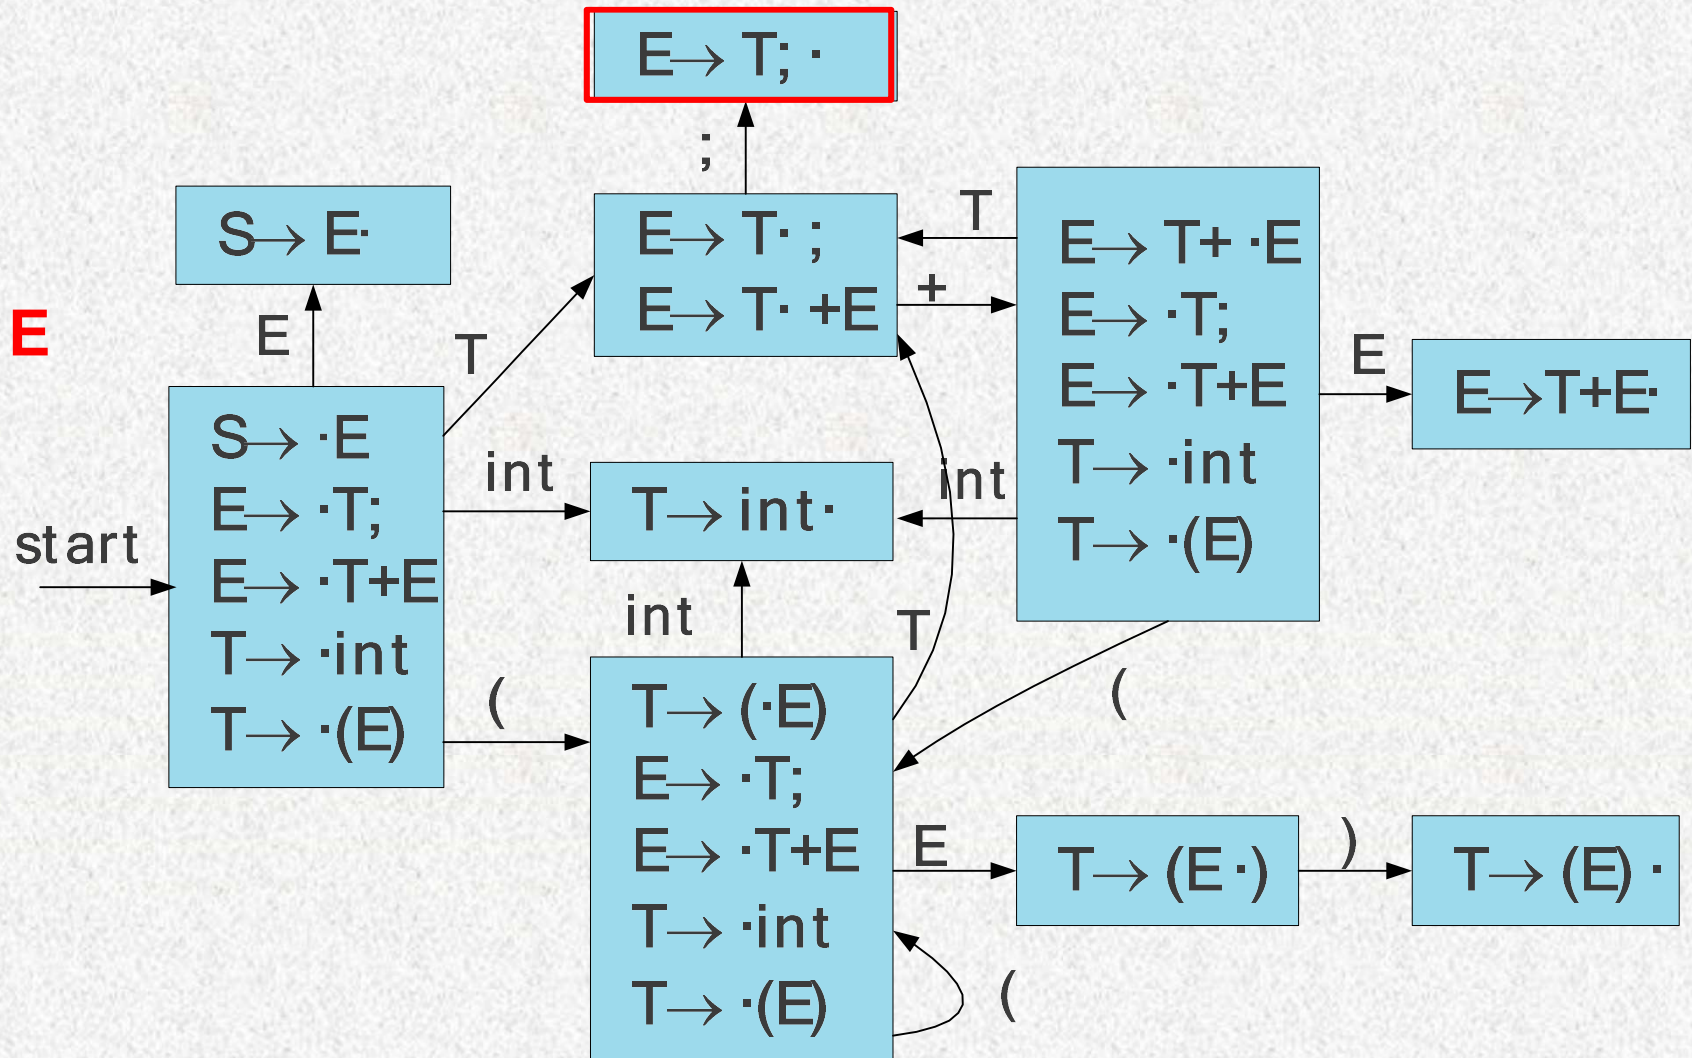 E→ T; ·
;
S→ E·
E→ T· ;
E→ T· +E
T
+
E→ T+ ·E
E→ ·T;
E→ ·T+E
T→ ·int
T→ ·(E)
E
E
T
E
E→T+E·
start
S→ ·E
E→ ·T;
E→ ·T+E
T→ ·int
T→ ·(E)
int
T→ int·
int
int
T
(
(
T→ (·E)
E→ ·T;
E→ ·T+E
T→ ·int
T→ ·(E)
E
T→ (E ·)
)
T→ (E) ·
(